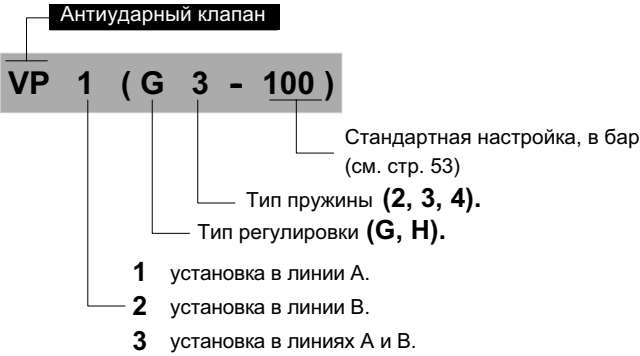 Антиударный клапан
VP 1 ( G 3 - 100 )
Стандартная настройка, в бар
(см. стр. 53)
Тип пружины (2, 3, 4).
Тип регулировки (G, H).
1 установка в линии A.
2 установка в линии B.
3 установка в линиях A и B.